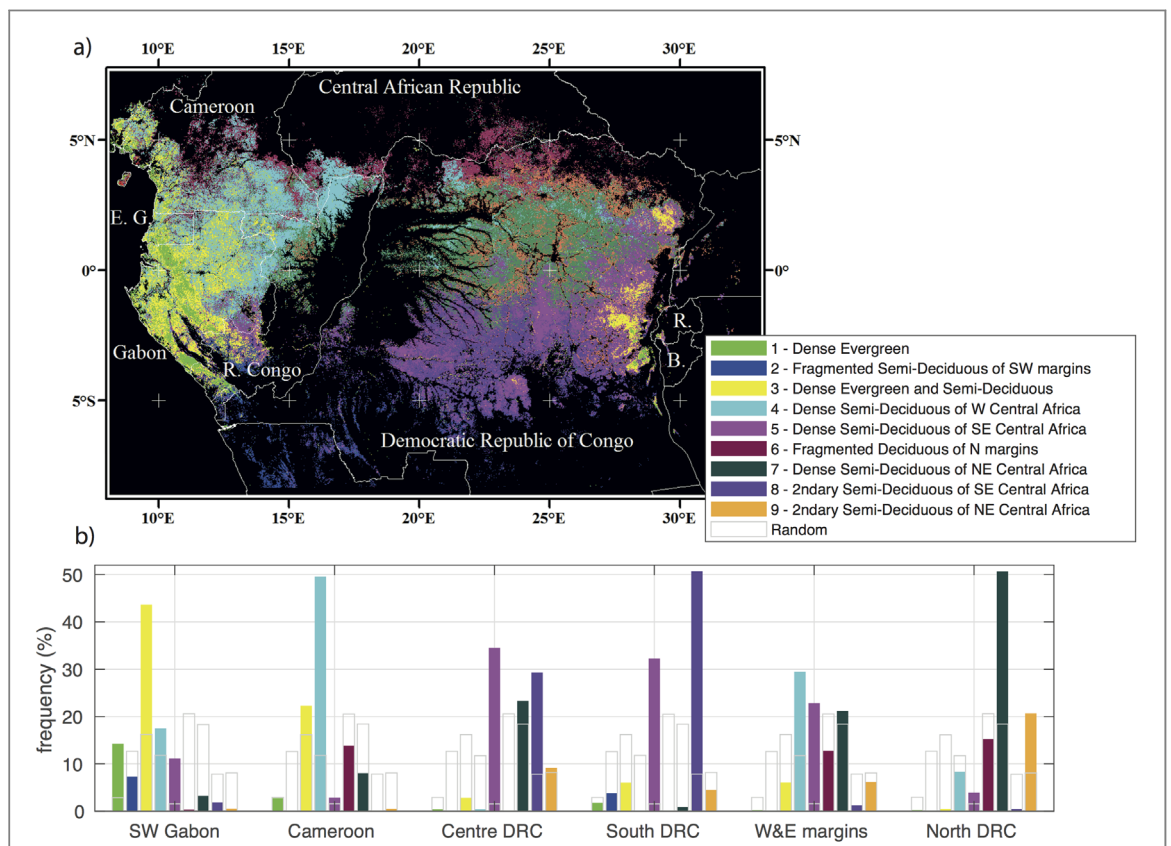 a)
10°E 15°E 20°E 25°E 30°E
Central African Republic
Cameroon
5°N 5°N
E. G.
0° 0°
R.
Gabon
R. Congo
B.
5°S
Democratic Republic of Congo
10°E 15°E 20°E 25°E 30°E
1 - Dense Evergreen
2 - Fragmented Semi-Deciduous of SW margins
3 - Dense Evergreen and Semi-Deciduous
4 - Dense Semi-Deciduous of W Central Africa
5 - Dense Semi-Deciduous of SE Central Africa
6 - Fragmented Deciduous of N margins
7 - Dense Semi-Deciduous of NE Central Africa
8 - 2ndary Semi-Deciduous of SE Central Africa
9 - 2ndary Semi-Deciduous of NE Central Africa
Random
b)
frequency (%)
50
40
30
20
10
0
SW Gabon Cameroon Centre DRC South DRC W&E margins North DRC